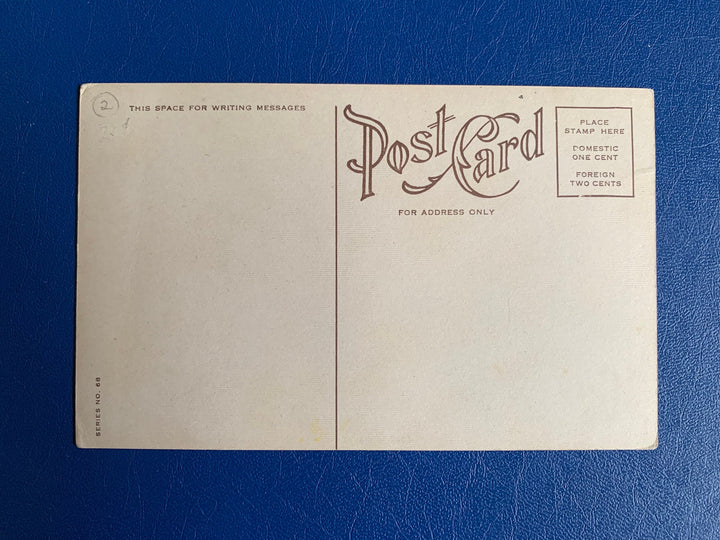 2
THIS SPACE FOR WRITING MESSAGES
Post Card
FOR ADDRESS ONLY
PLACE
STAMP HERE
DOMESTIC
ONE CENT
FOREIGN
TWO CENTS
SERIES NO. 68